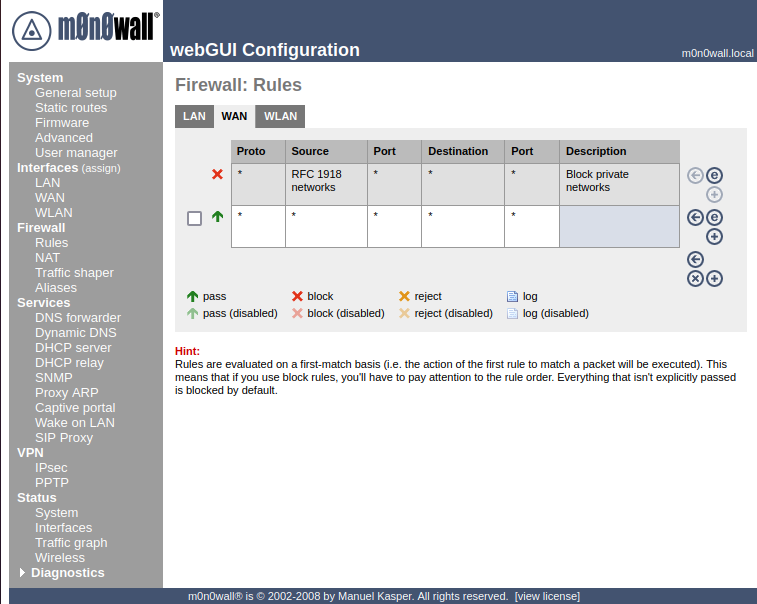 m0n0wall®
webGUI Configuration
m0n0wall.local
System
General setup
Static routes
Firmware
Advanced
User manager
Interfaces (assign)
LAN
WAN
WLAN
Firewall
Rules
NAT
Traffic shaper
Aliases
Services
DNS forwarder
Dynamic DNS
DHCP server
DHCP relay
SNMP
Proxy ARP
Captive portal
Wake on LAN
SIP Proxy
VPN
IPsec
PPTP
Status
System
Interfaces
Traffic graph
Wireless
Diagnostics
Firewall: Rules
LAN WAN WLAN
Proto Source Port Destination Port Description
* RFC 1918 * * * Block private
networks networks
* * * * *
pass block reject log
pass (disabled) block (disabled) reject (disabled) log (disabled)
Hint:
Rules are evaluated on a first-match basis (i.e. the action of the first rule to match a packet will be executed). This
means that if you use block rules, you'll have to pay attention to the rule order. Everything that isn't explicitly passed
is blocked by default.
m0n0wall® is © 2002-2008 by Manuel Kasper. All rights reserved. [view license]